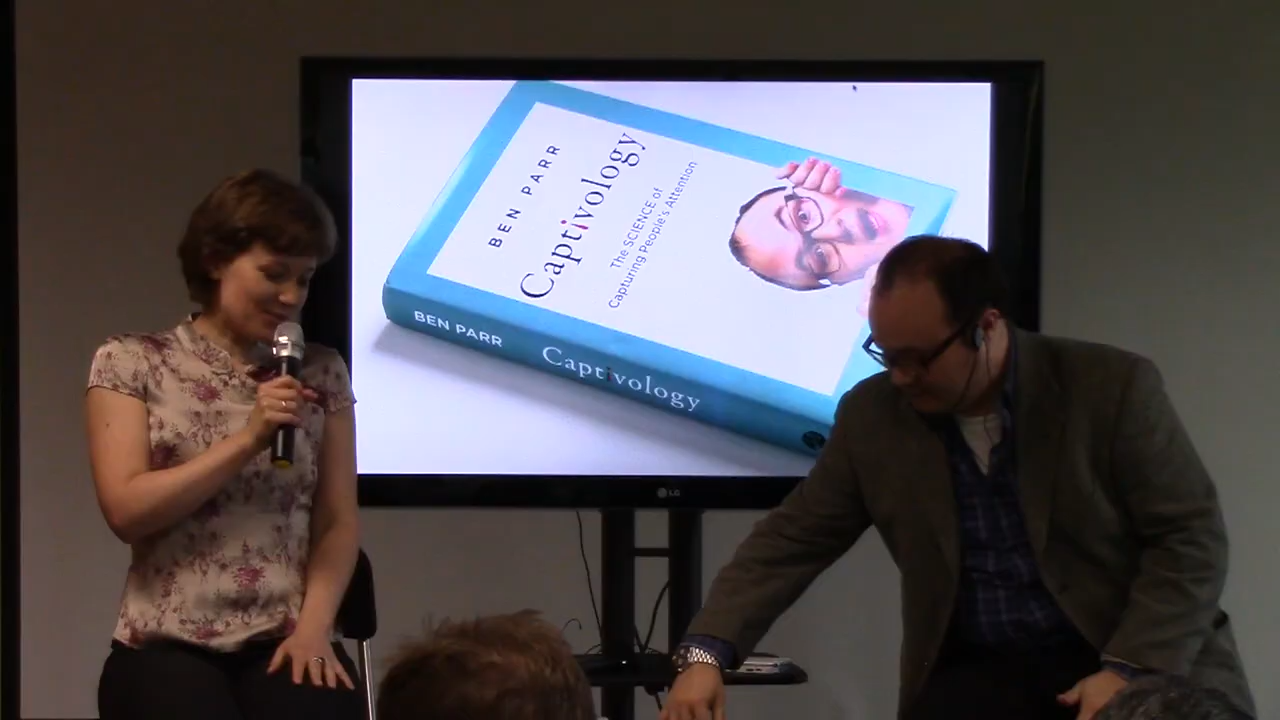 BEN PARR
Captivology
The SCIENCE of
Capturing People's Attention
BEN PARR Captivology
LG